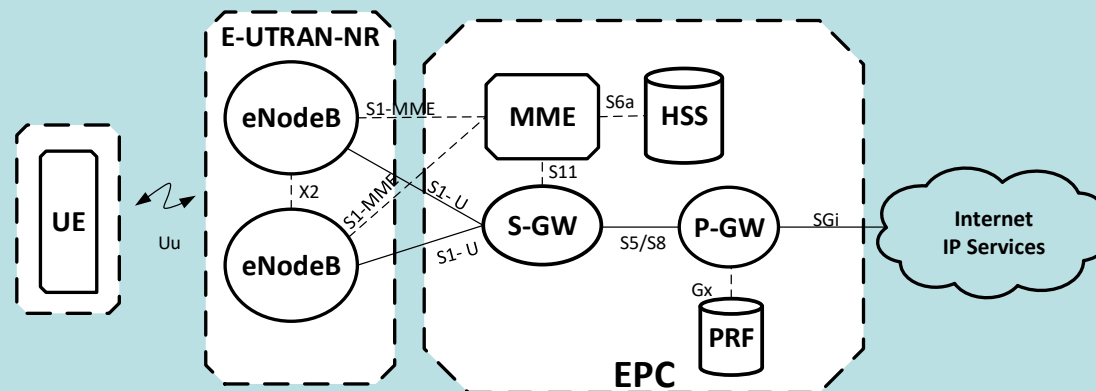 E-UTRAN-NR
eNodeB
S1-MME
MME
S6a
HSS
UE
Uu
X2
S1-MME
S1- U
S11
eNodeB
S1- U
S-GW
S5/S8
P-GW
SGi
Internet
IP Services
Gx
PRF
EPC